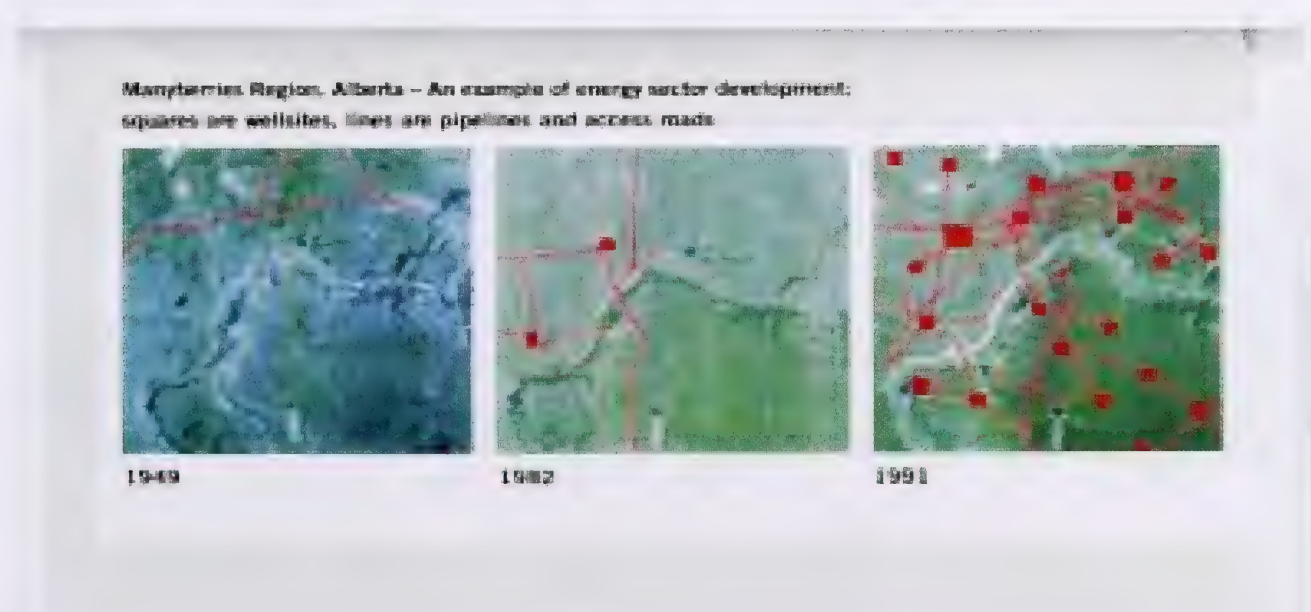 Manyberries Region, Alberta – An example of energy sector development:
squares are wellsites, lines are pipelines and access roads
1949
1982
1991